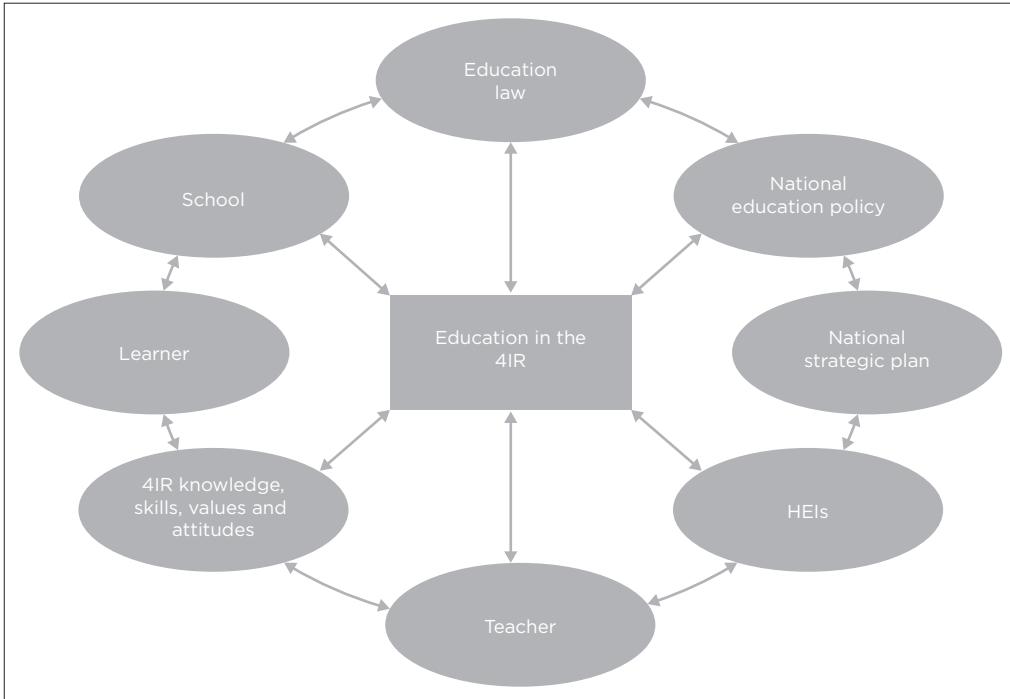 Education
law
School
National
education policy
Education in the
4IR
Learner
National
strategic plan
4IR knowledge,
skills, values and
attitudes
HEIs
Teacher